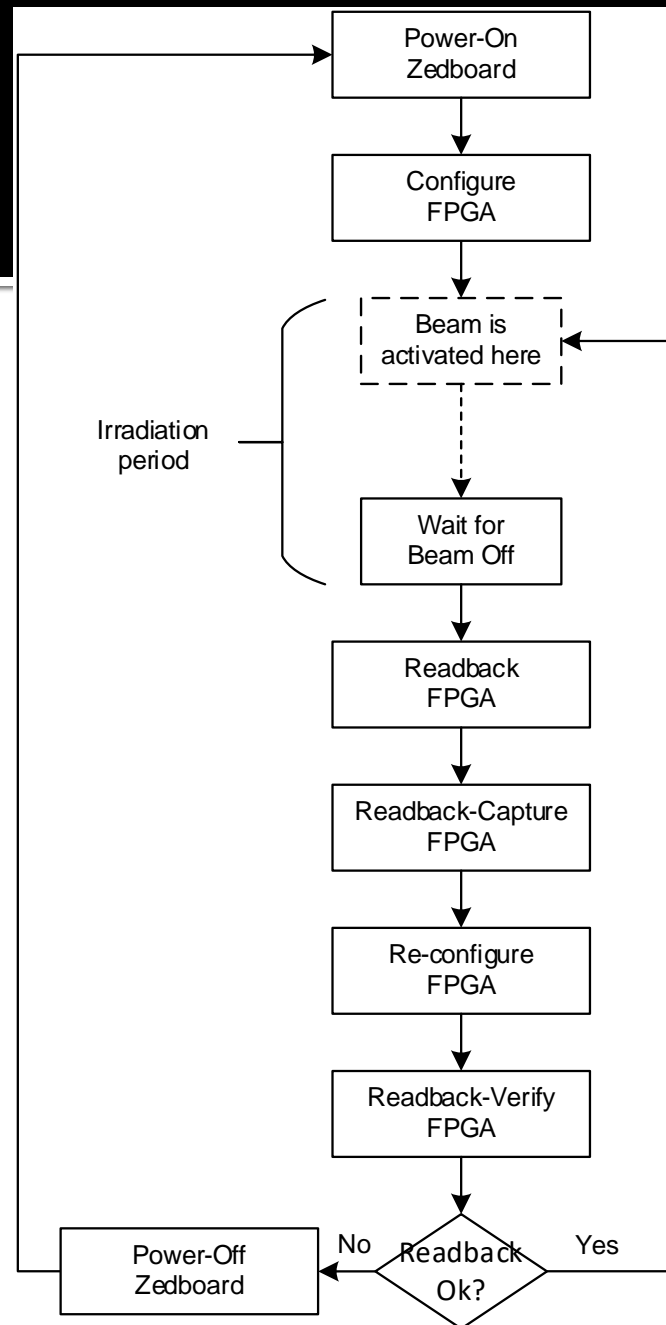 Power-On
Zedboard
Configure
FPGA
Beam is
activated here
Irradiation
period
Wait for
Beam Off
Readback
FPGA
Readback-Capture
FPGA
Re-configure
FPGA
Readback-Verify
FPGA
Power-Off
Zedboard
No
Readback
Ok?
Yes